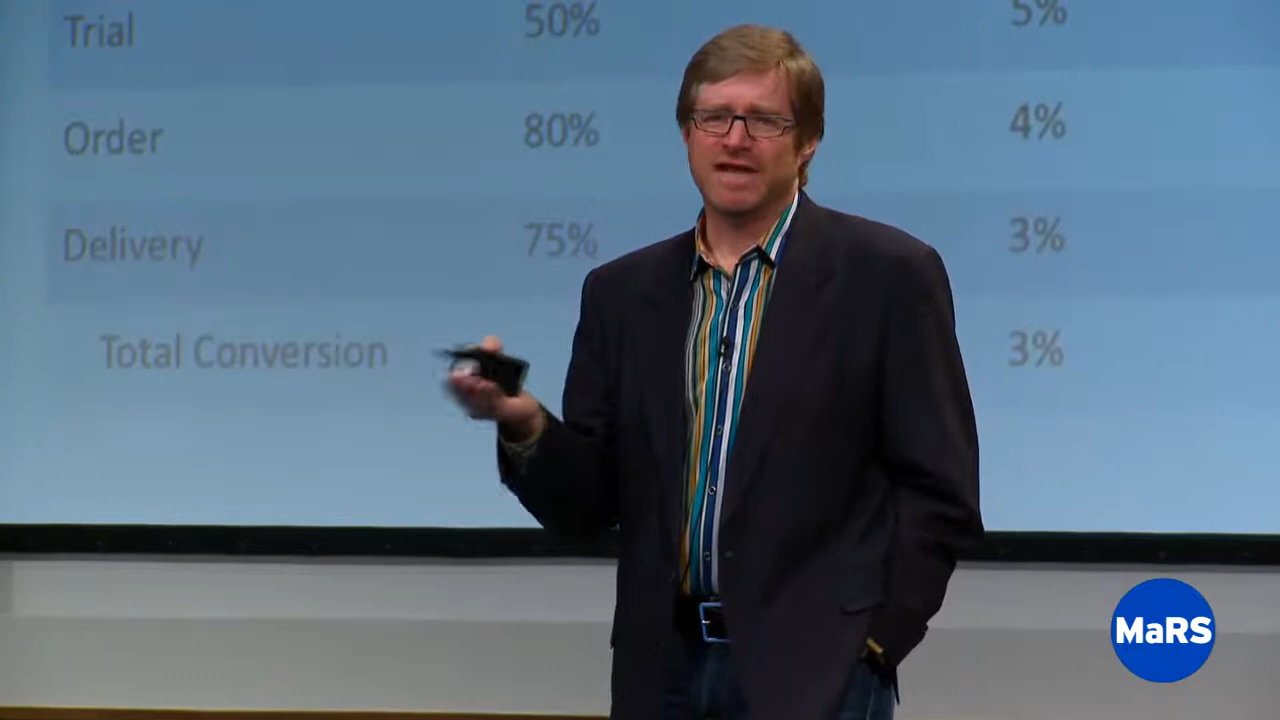 Trial 50% 5%
Order 80% 4%
Delivery 75% 3%
Total Conversion 3%
MaRS